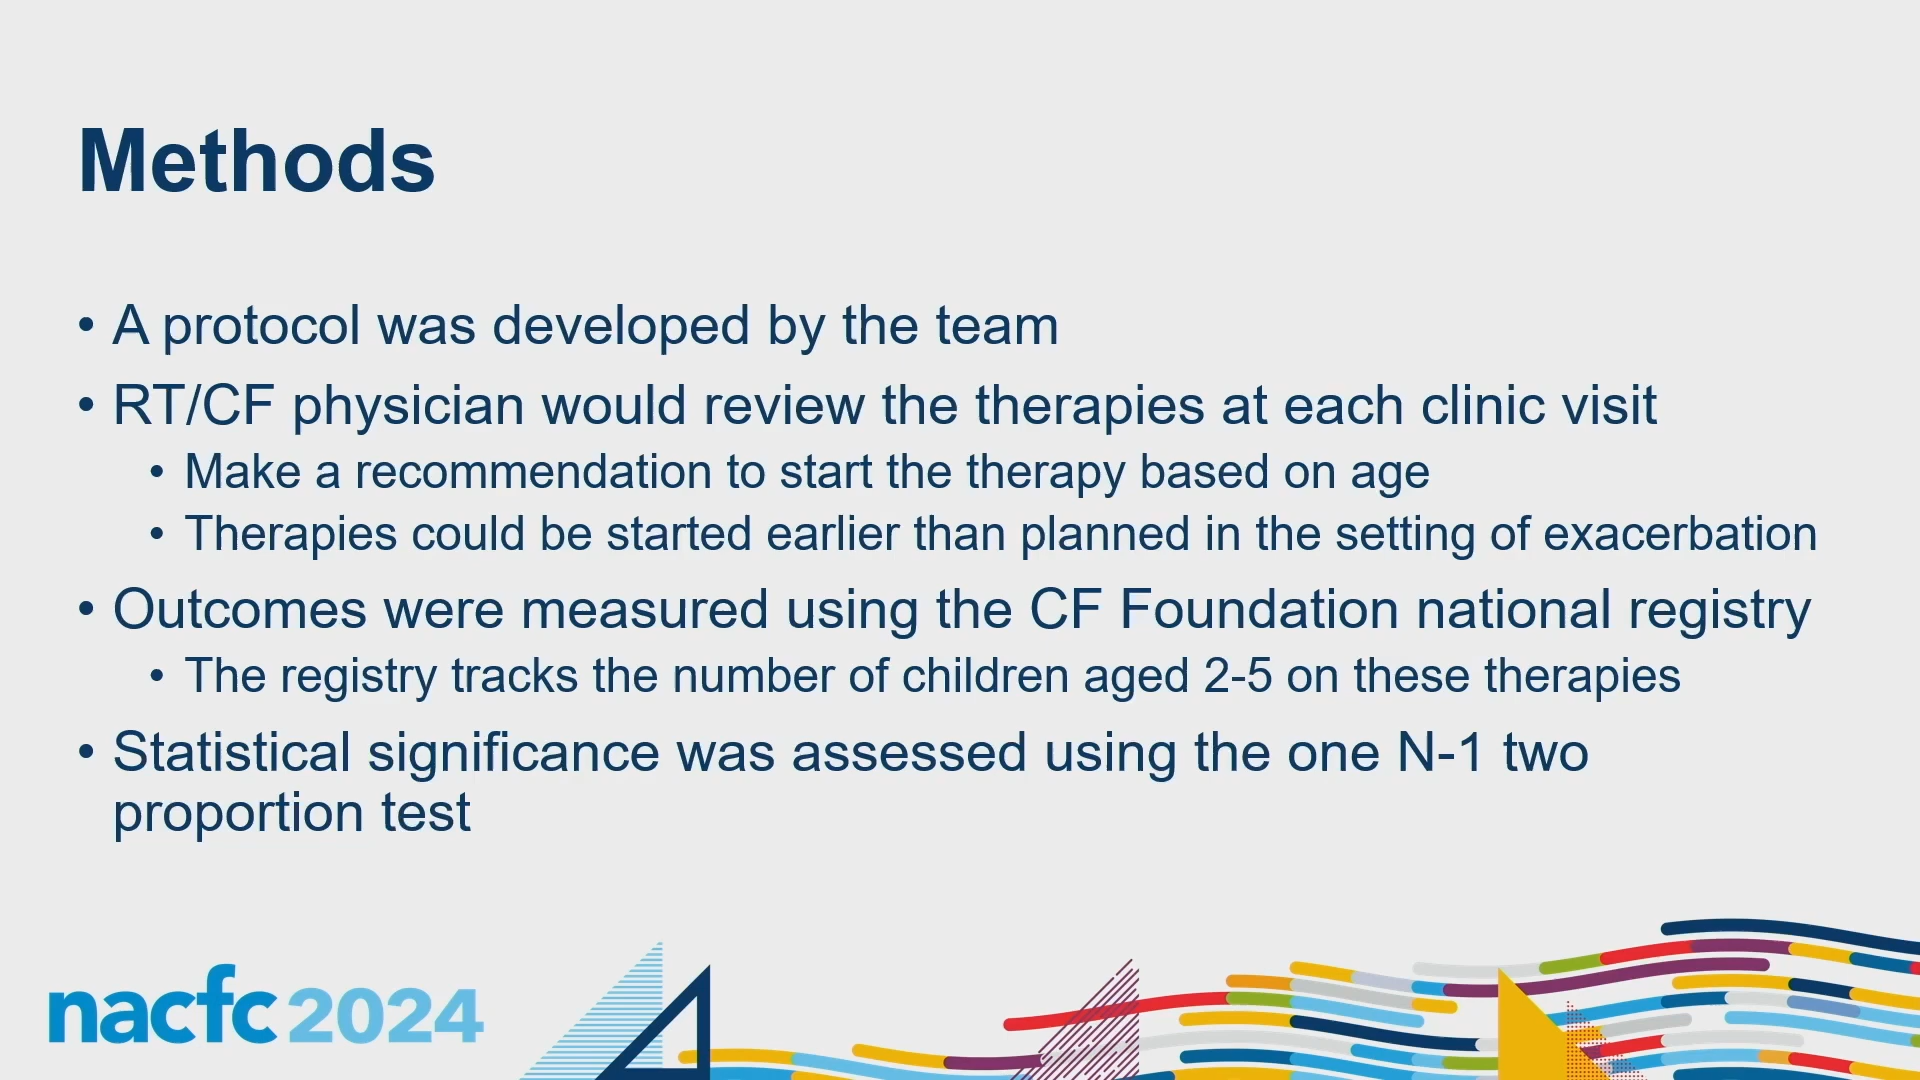 Methods
• A protocol was developed by the team
• RT/CF physician would review the therapies at each clinic visit
• Make a recommendation to start the therapy based on age
• Therapies could be started earlier than planned in the setting of exacerbation
• Outcomes were measured using the CF Foundation national registry
• The registry tracks the number of children aged 2-5 on these therapies
• Statistical significance was assessed using the one N-1 two
proportion test
nacfc 2024